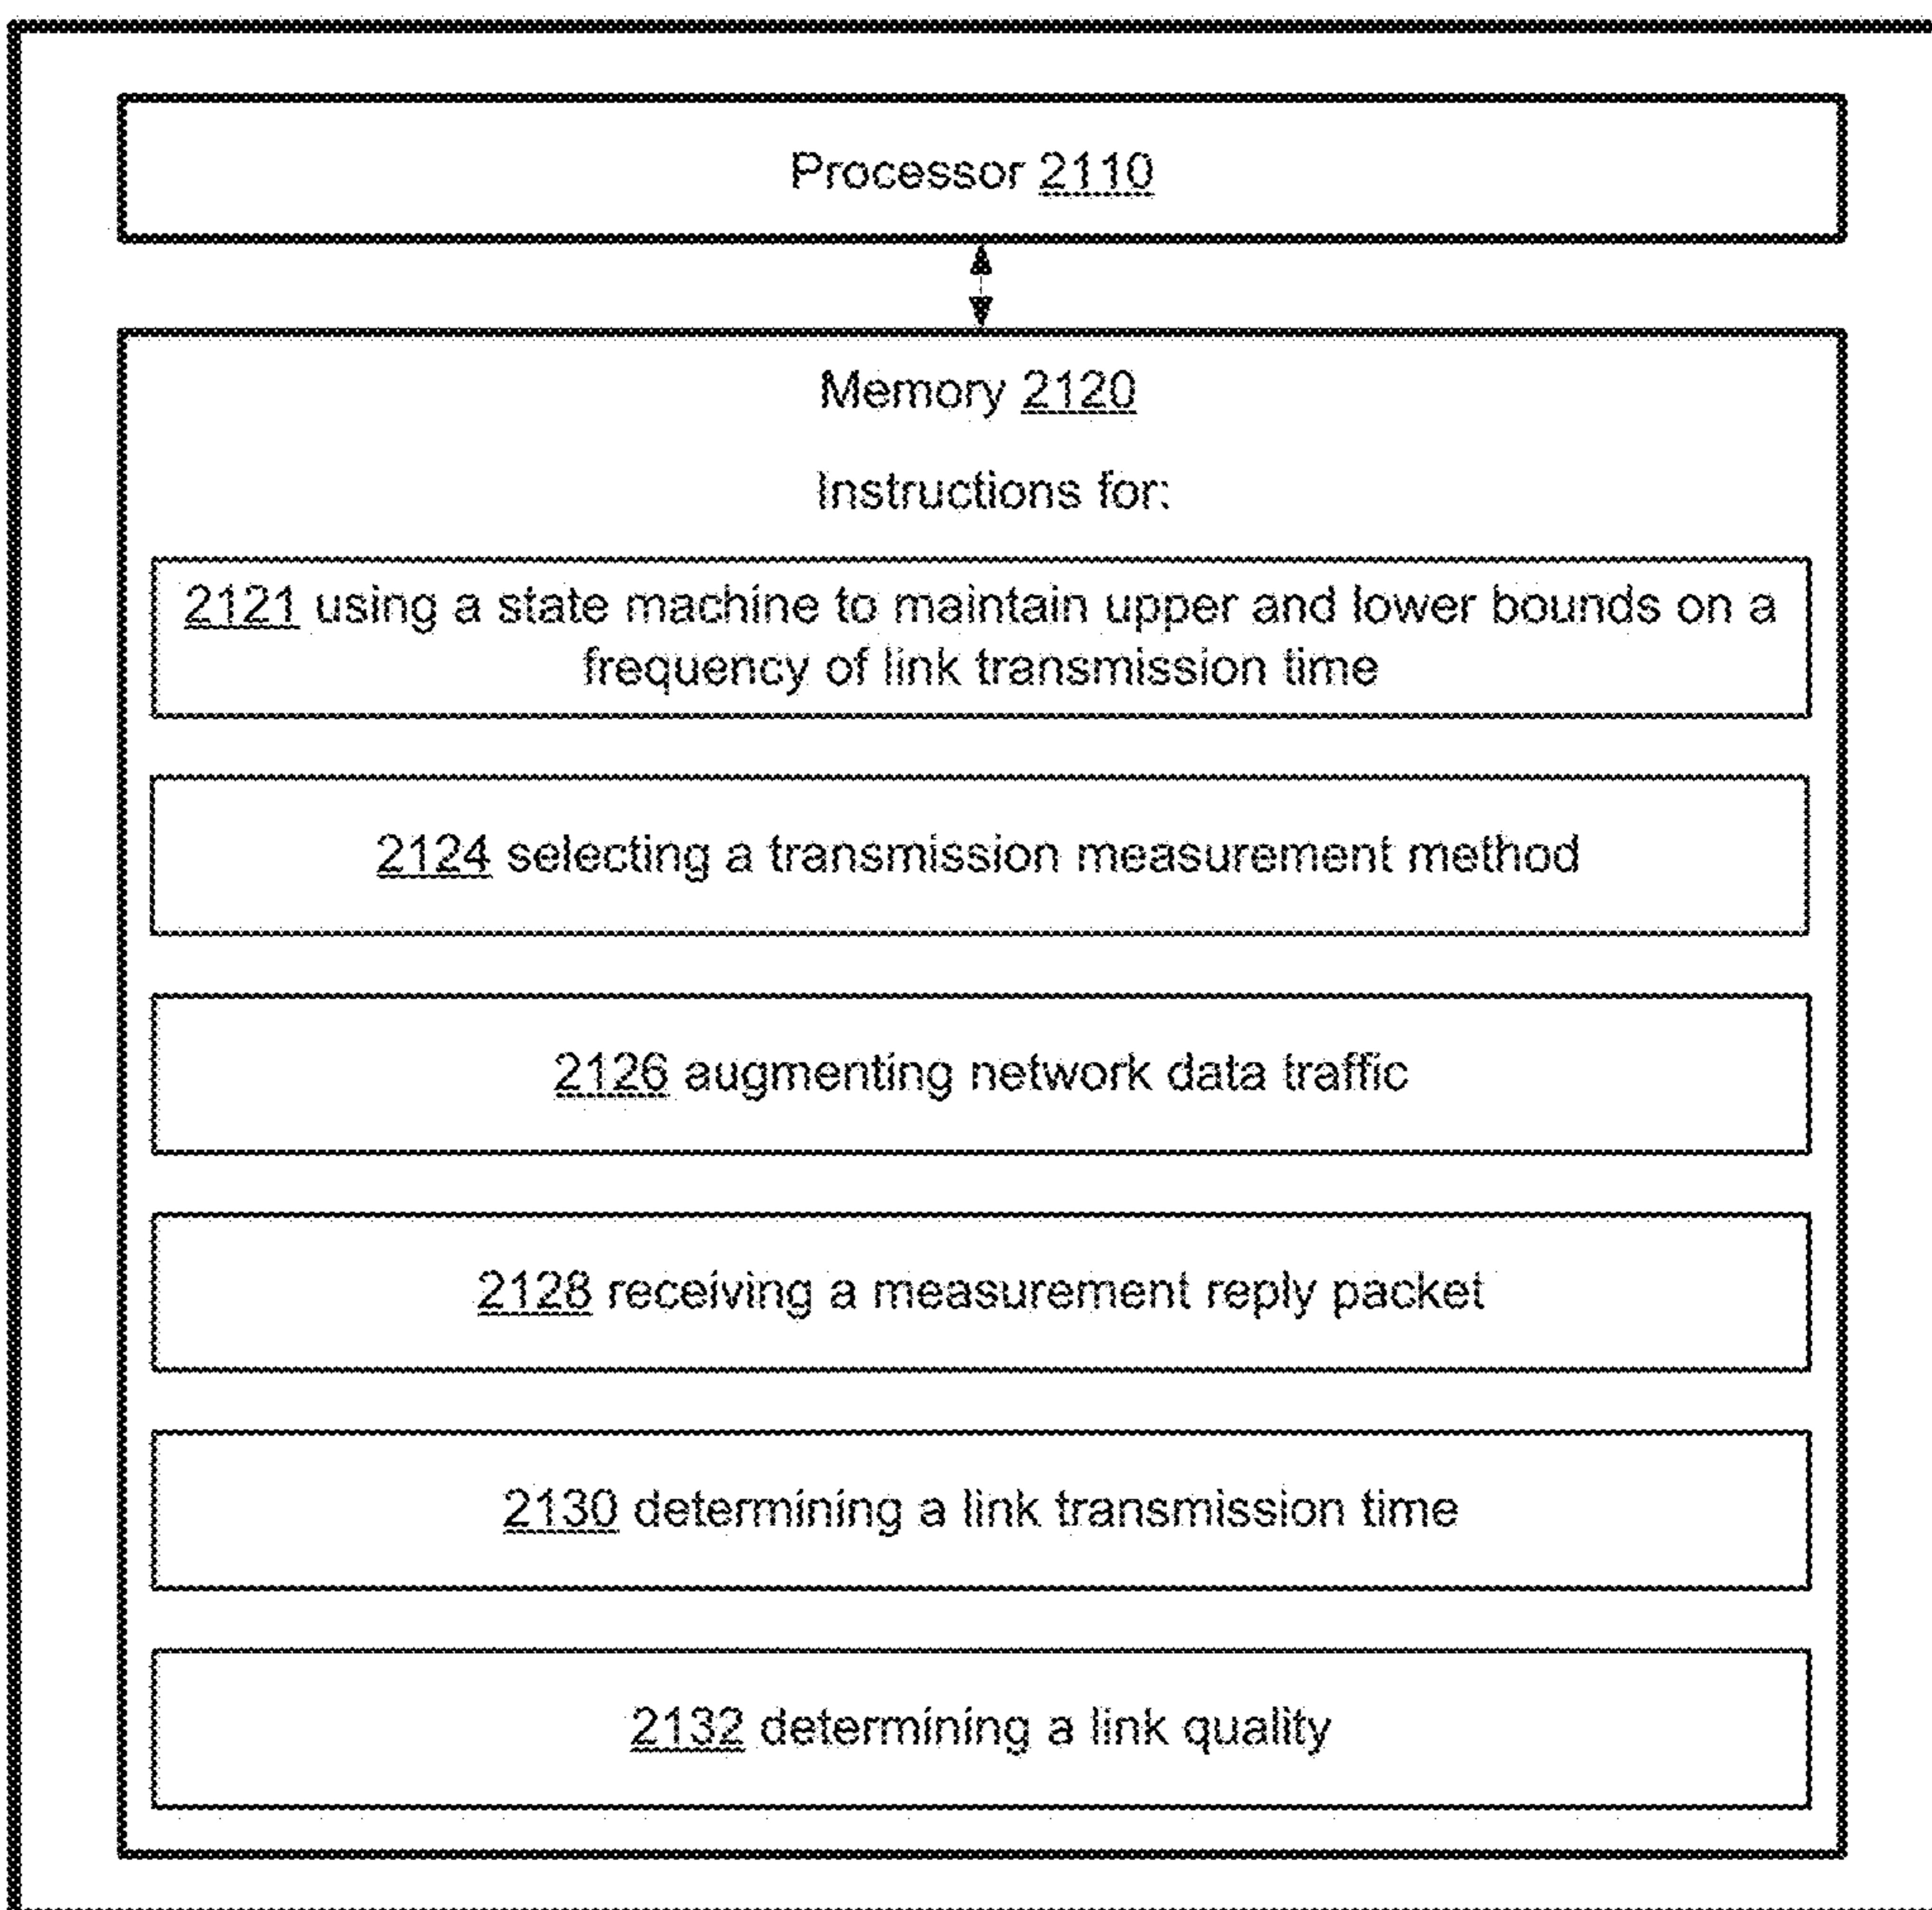 Processor 2110
Memory 2120
Instructions for:
2121 using a state machine to maintain upper and lower bounds on a
frequency of link transmission time
2124 selecting a transmission measurement method
2126 augmenting network data traffic
2128 receiving a measurement reply packet
2130 determining a link transmission time
2132 determining a link quality